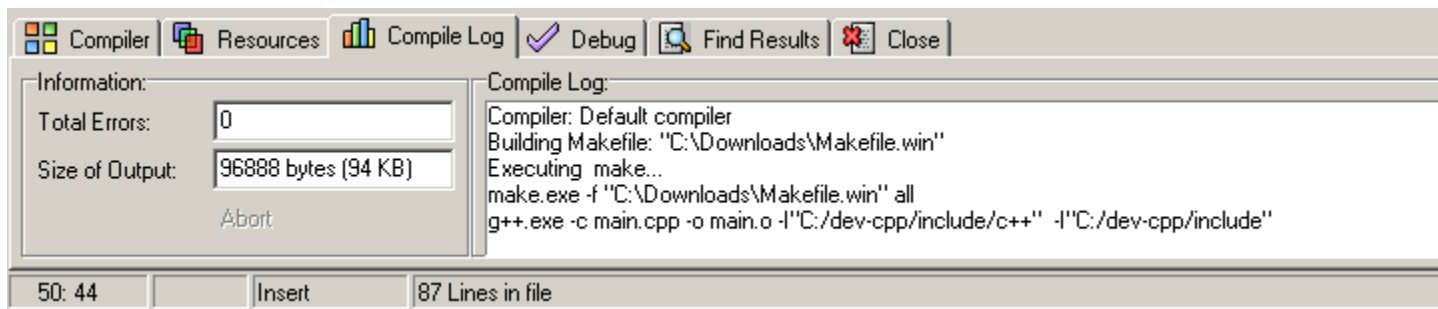 Compiler Resources Compile Log Debug Find Results Close
Information:
Total Errors: 0
Size of Output: 96888 bytes (94 KB)
Abort
Compile Log:
Compiler: Default compiler
Building Makefile: "C:\Downloads\Makefile.win"
Executing  make...
make.exe -f "C:\Downloads\Makefile.win" all
g++.exe -c main.cpp -o main.o -I"C:/dev-cpp/include/c++"  -I"C:/dev-cpp/include"
50: 44 Insert 87 Lines in file